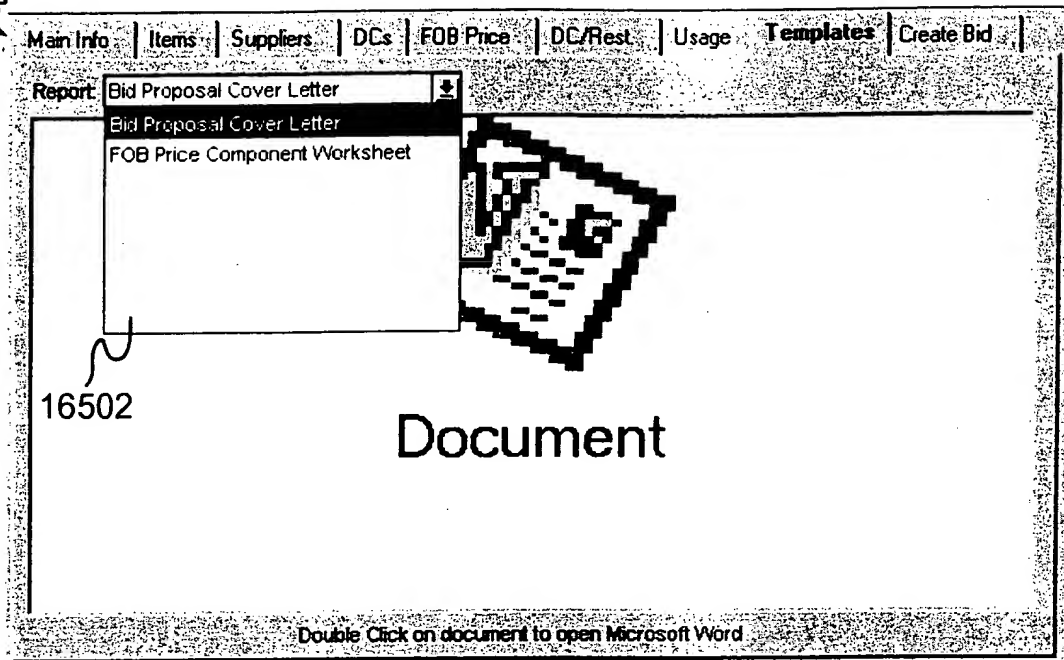 Main Info Items Suppliers DCs FOB Price DC/Rest. Usage Templates Create Bid
Report: Bid Proposal Cover Letter
Bid Proposal Cover Letter
FOB Price Component Worksheet
16502
Document
Double Click on document to open Microsoft Word